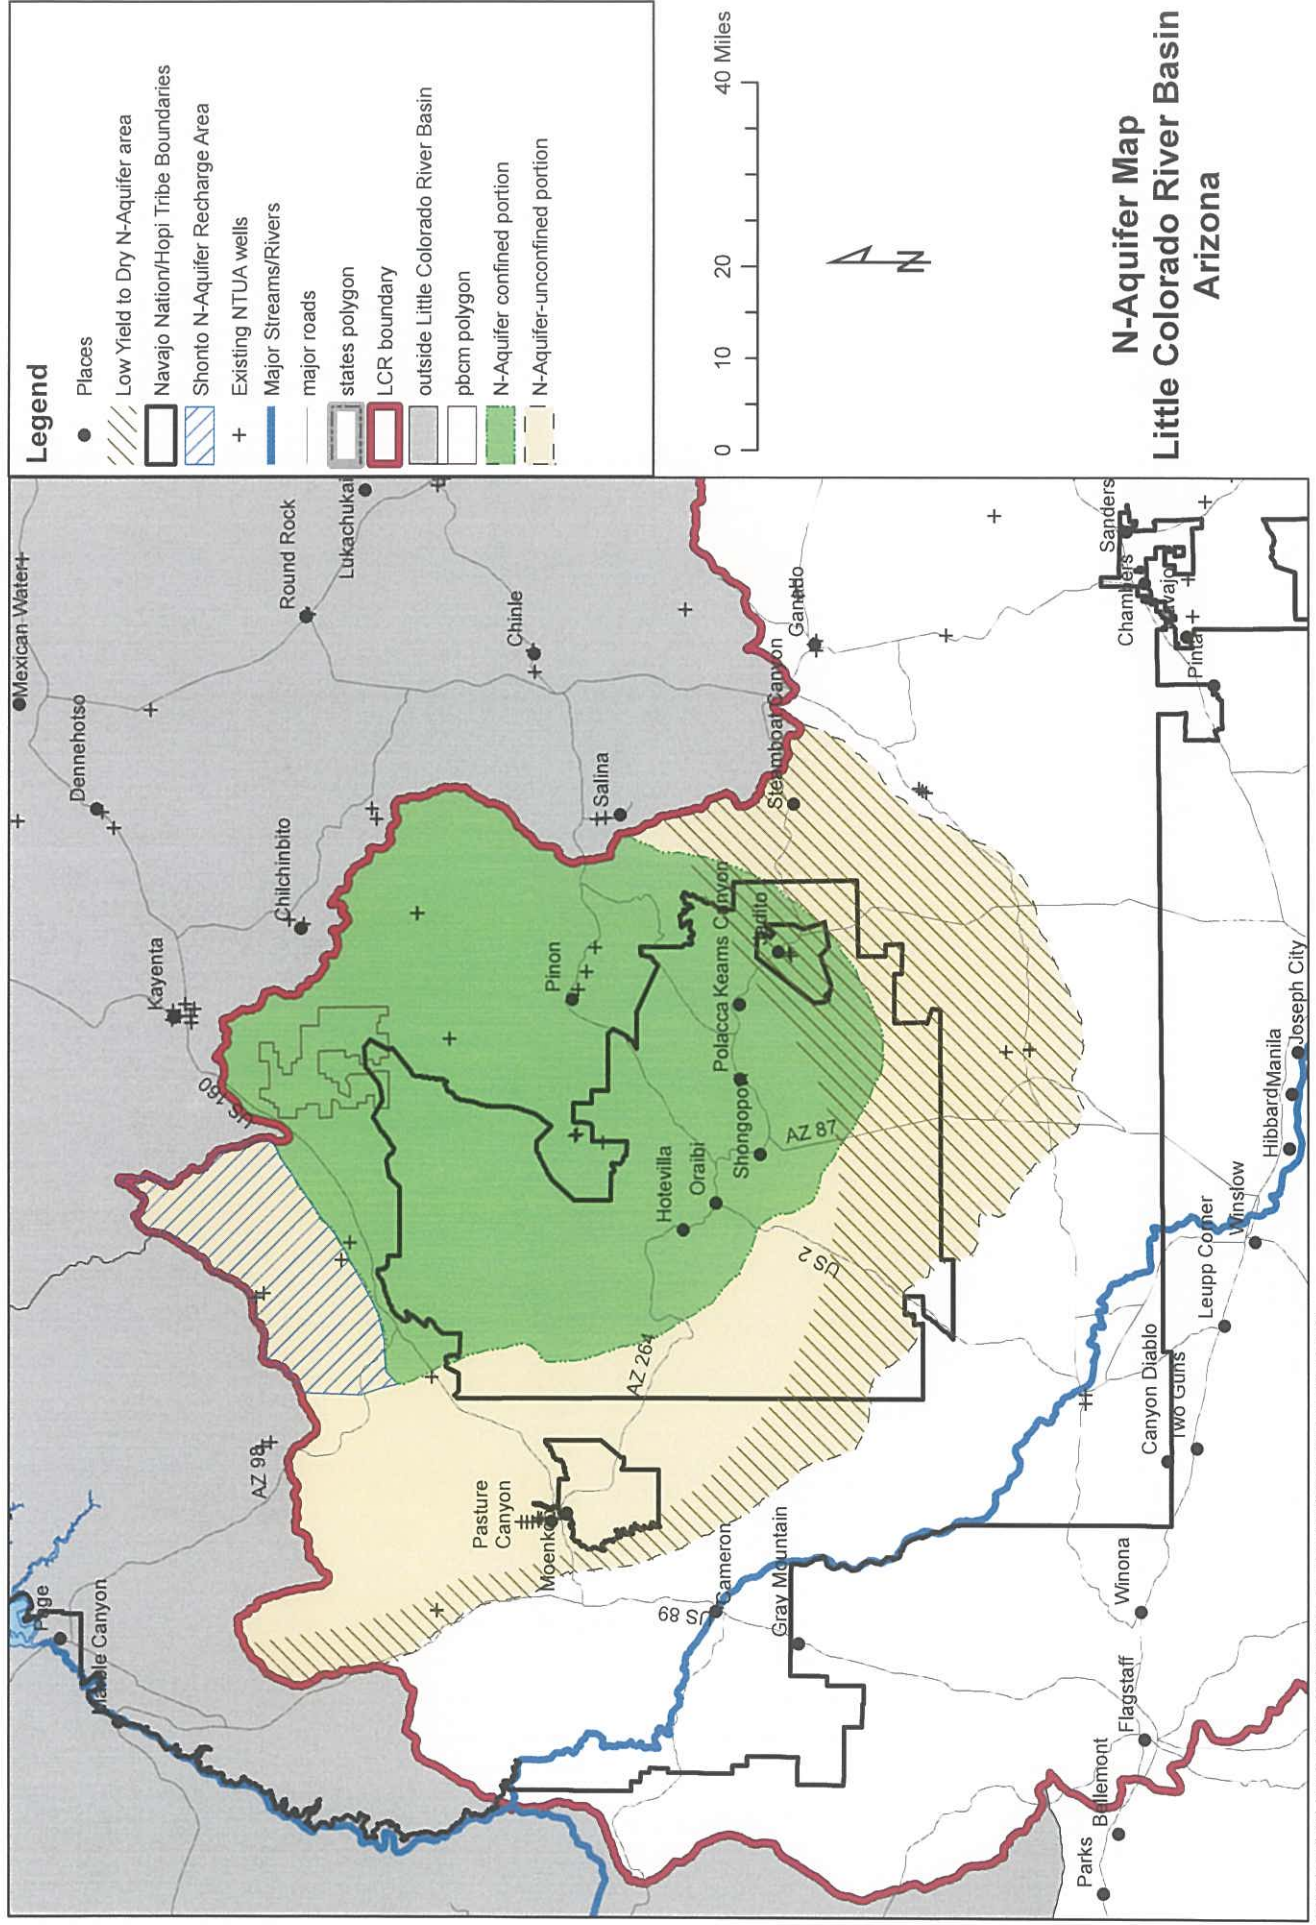 Legend
Places
Low Yield to Dry N-Aquifer area
Navajo Nation/Hopi Tribe Boundaries
Shonto N-Aquifer Recharge Area
Existing NTUA wells
Major Streams/Rivers
major roads
states polygon
LCR boundary
outside Little Colorado River Basin
pbcm polygon
N-Aquifer confined portion
N-Aquifer-unconfined portion
0
10
20
40 Miles
N
N-Aquifer Map
Little Colorado River Basin
Arizona
Mexican Water
Dennehotso
Kayenta
Chilchinbito
Round Rock
Lukachukai
Page
Marble Canyon
US 160
AZ 98
Chinle
Salina
Pinon
Pasture
Canyon
Hotevilla
Oraibi
Shongopovi
Polacca
Keams Canyon
Steamboat Canyon
Ganado
AZ 264
AZ 87
US 2
US 89
Cameron
Gray Mountain
Sanders
Chambers
Navajo
Pinta
Winona
Flagstaff
Bellemont
Parks
Canyon Diablo
Two Guns
Leupp Corner
Winslow
Hibbard
Manila
Joseph City